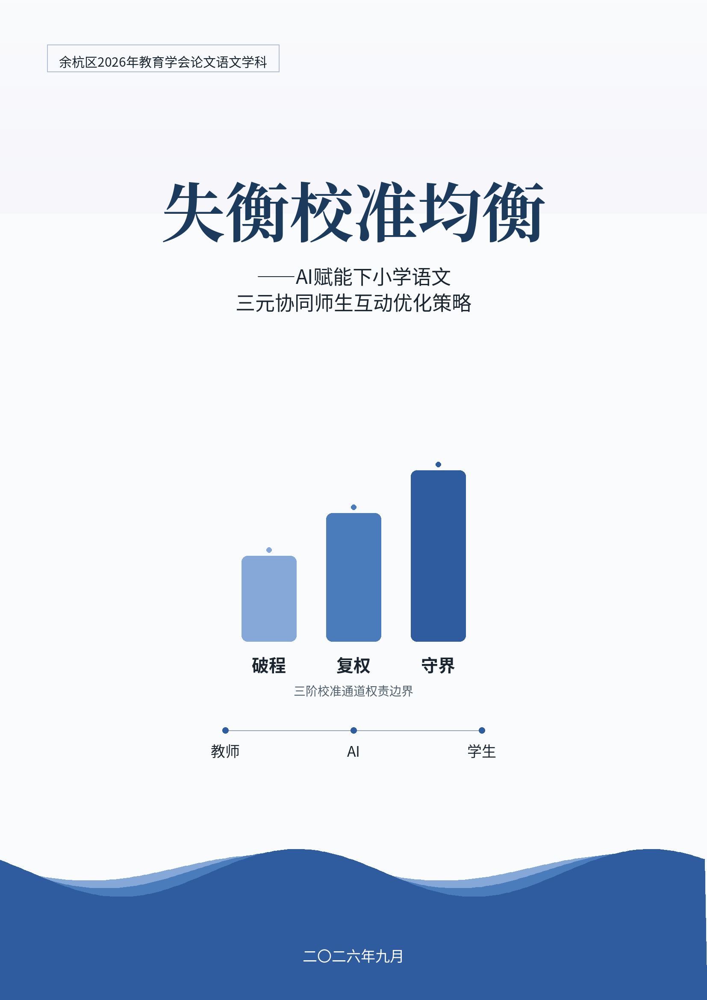 余杭区2026年教育学会论文语文学科
失衡校准均衡
——AI赋能下小学语文
三元协同师生互动优化策略
破程 复权 守界
三阶校准通道权责边界
教师 AI 学生
二〇二六年九月